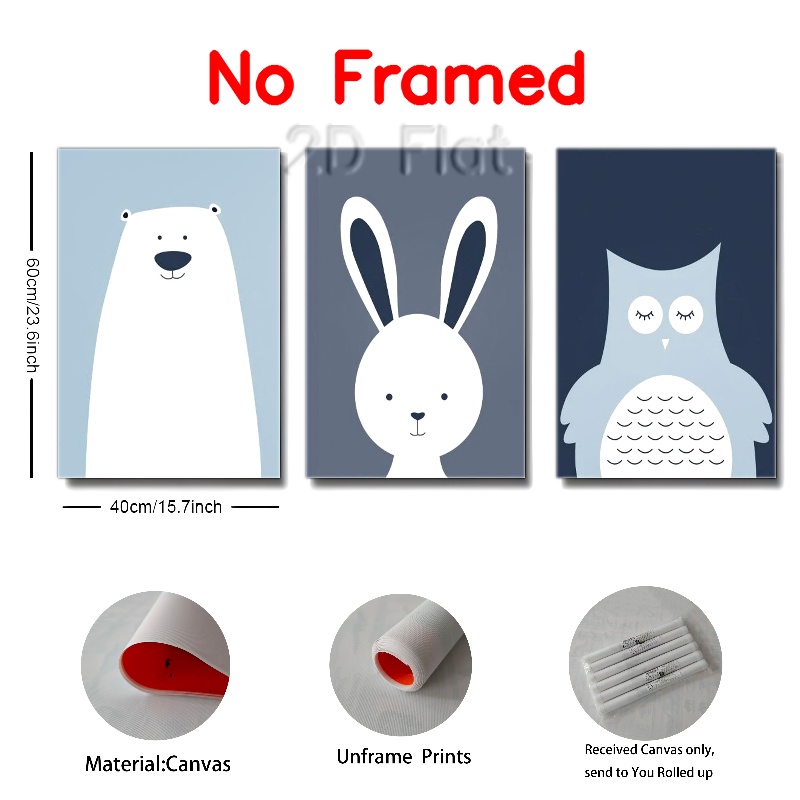 No Framed
2D Flat
60cm/23.6inch
40cm/15.7inch
Material:Canvas
Unframe Prints
Received Canvas only,
send to You Rolled up